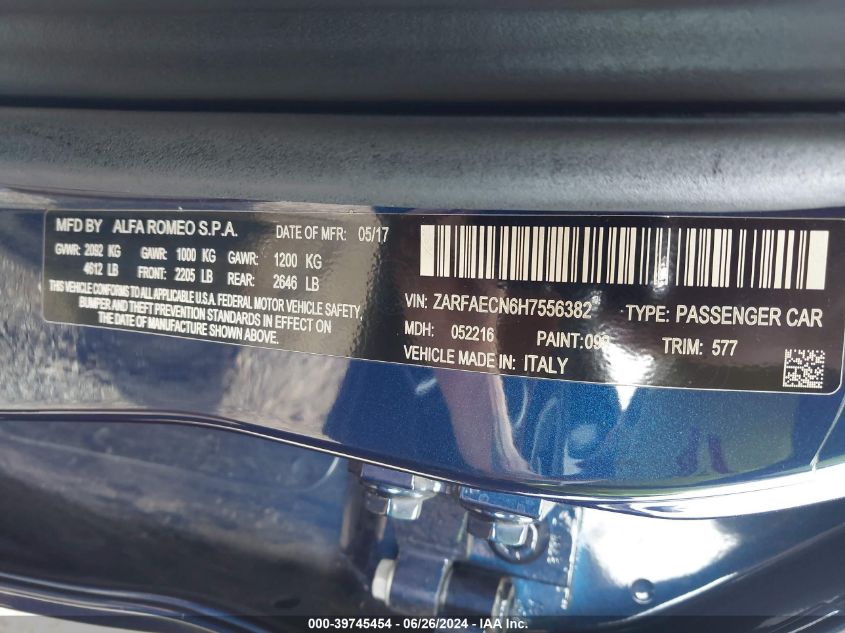 MFD BY ALFA ROMEO S.P.A. DATE OF MFR: 05/17
GVWR: 2092 KG GAWR: 1000 KG GAWR: 1200 KG
4612 LB FRONT: 2205 LB REAR: 2646 LB
THIS VEHICLE CONFORMS TO ALL APPLICABLE U.S.A. FEDERAL MOTOR VEHICLE SAFETY,
BUMPER AND THEFT PREVENTION STANDARDS IN EFFECT ON THE
DATE OF MANUFACTURE SHOWN ABOVE.
VIN: ZARFAECN6H7556382 TYPE: PASSENGER CAR
MDH: 052216 PAINT: TRIM: 577
VEHICLE MADE IN: ITALY
000-39745454 - 06/26/2024 - IAA Inc.